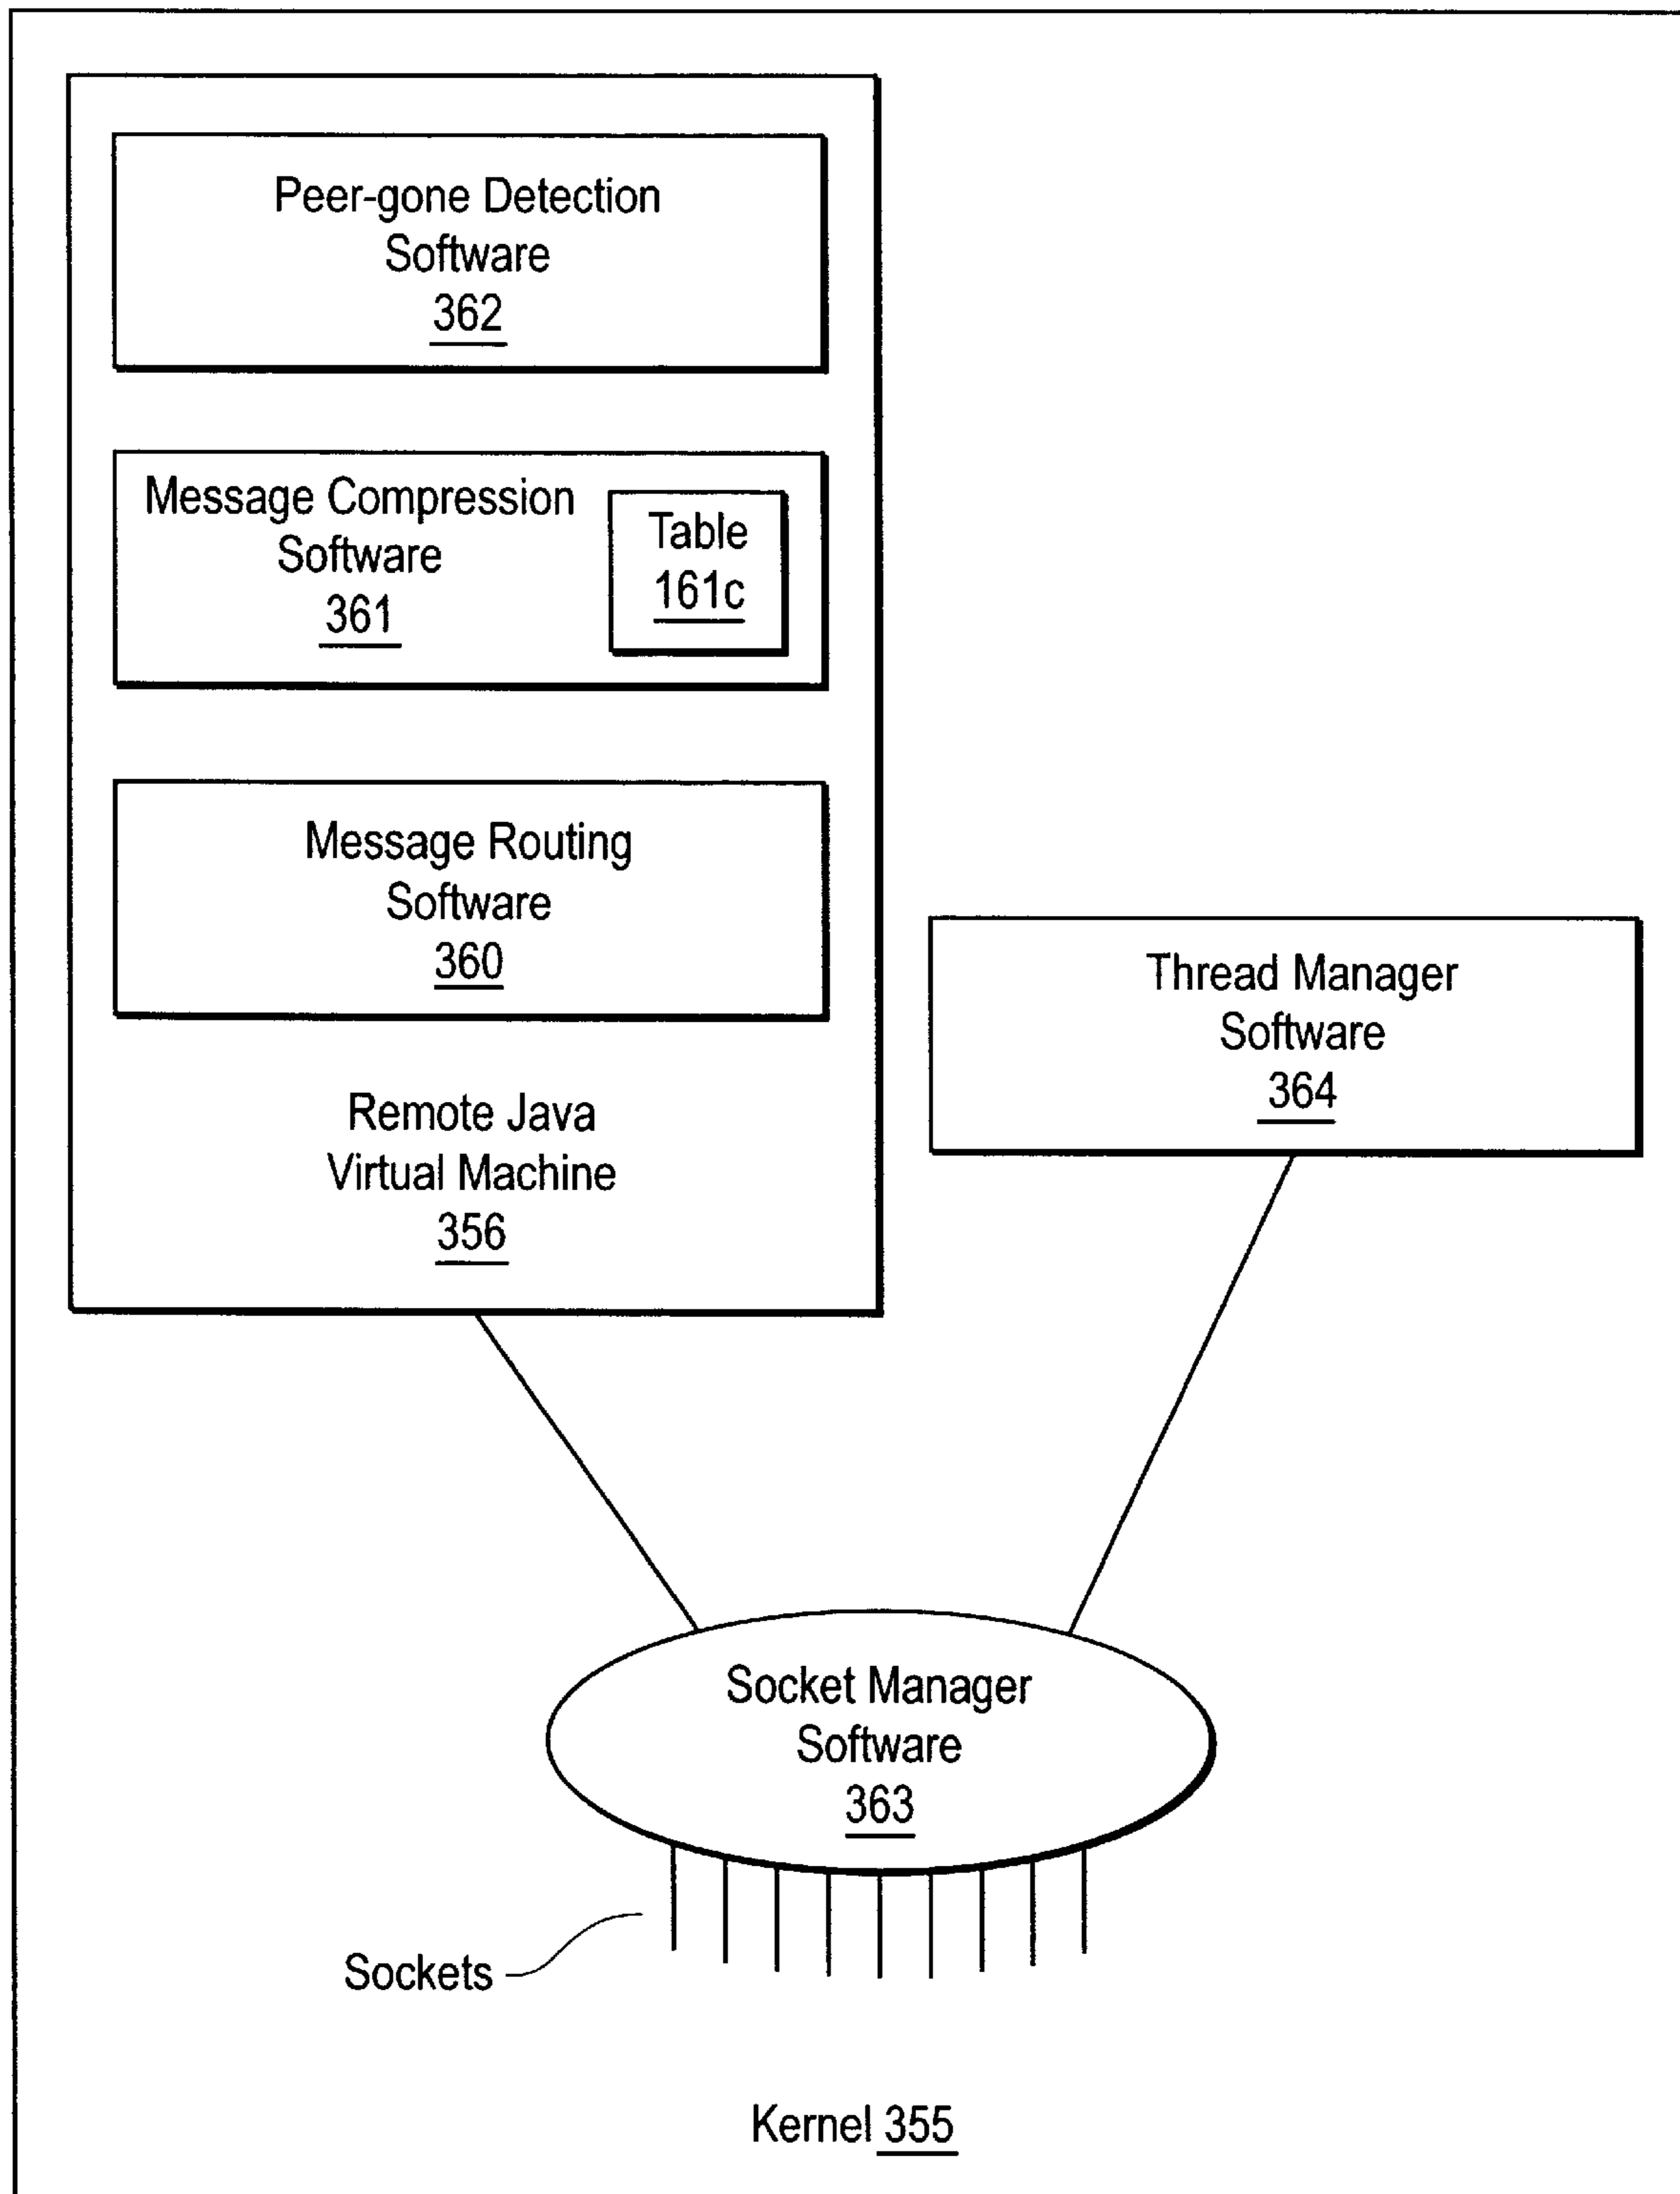 Peer-gone Detection
Software
362
Message Compression
Software
361
Table
161c
Message Routing
Software
360
Remote Java
Virtual Machine
356
Thread Manager
Software
364
Socket Manager
Software
363
Sockets
Kernel 355